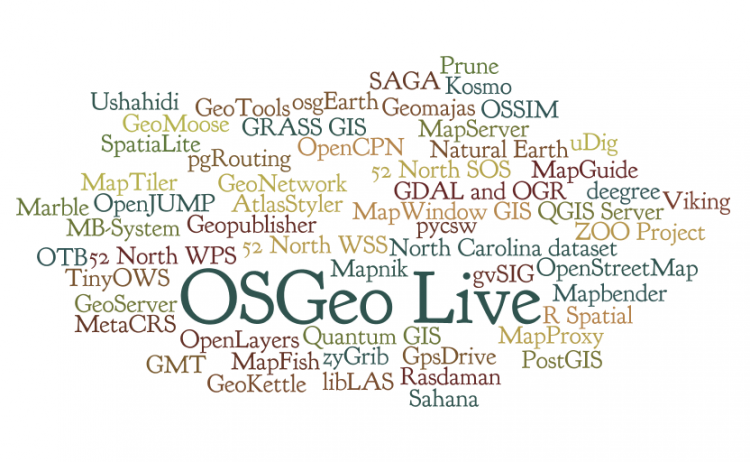 Prune
SAGA Kosmo
Ushahidi GeoTools osgEarth Geomajas OSSIM
GeoMoose GRASS GIS MapServer
SpatiaLite OpenCPN Natural Earth uDig
pgRouting 52 North SOS MapGuide
MapTiler GeoNetwork GDAL and OGR deegree Viking
Marble OpenJUMP AtlasStyler MapWindow GIS QGIS Server
MB-System Geopublisher pycsw ZOO Project
OTB 52 North WPS 52 North WSS North Carolina dataset
TinyOWS Mapnik gvSIG OpenStreetMap
GeoServer OSGeo Live Mapbender
MetaCRS R Spatial
OpenLayers Quantum GIS MapProxy
GMT MapFish zyGrib GpsDrive PostGIS
GeoKettle libLAS Rasdaman
Sahana